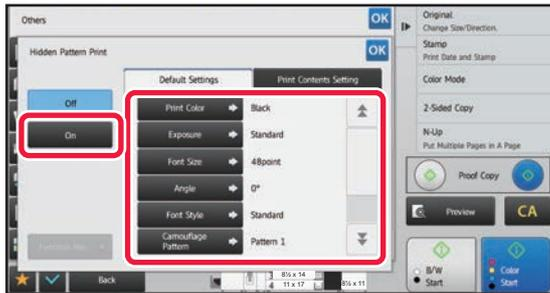 Others
OK
Hidden Pattern Print
OK
Default Settings
Print Contents Setting
Off
On
Print Color
Black
Exposure
Standard
Font Size
48point
Angle
0°
Font Style
Standard
Camouflage
Pattern
Pattern 1
Back
3 8½ x 14
4 11 x 17
8½ x 11
Original
Change Size/Direction.
Stamp
Print Date and Stamp
Color Mode
2-Sided Copy
N-Up
Put Multiple Pages in A Page
Proof Copy
Preview
CA
B/W
Start
Color
Start